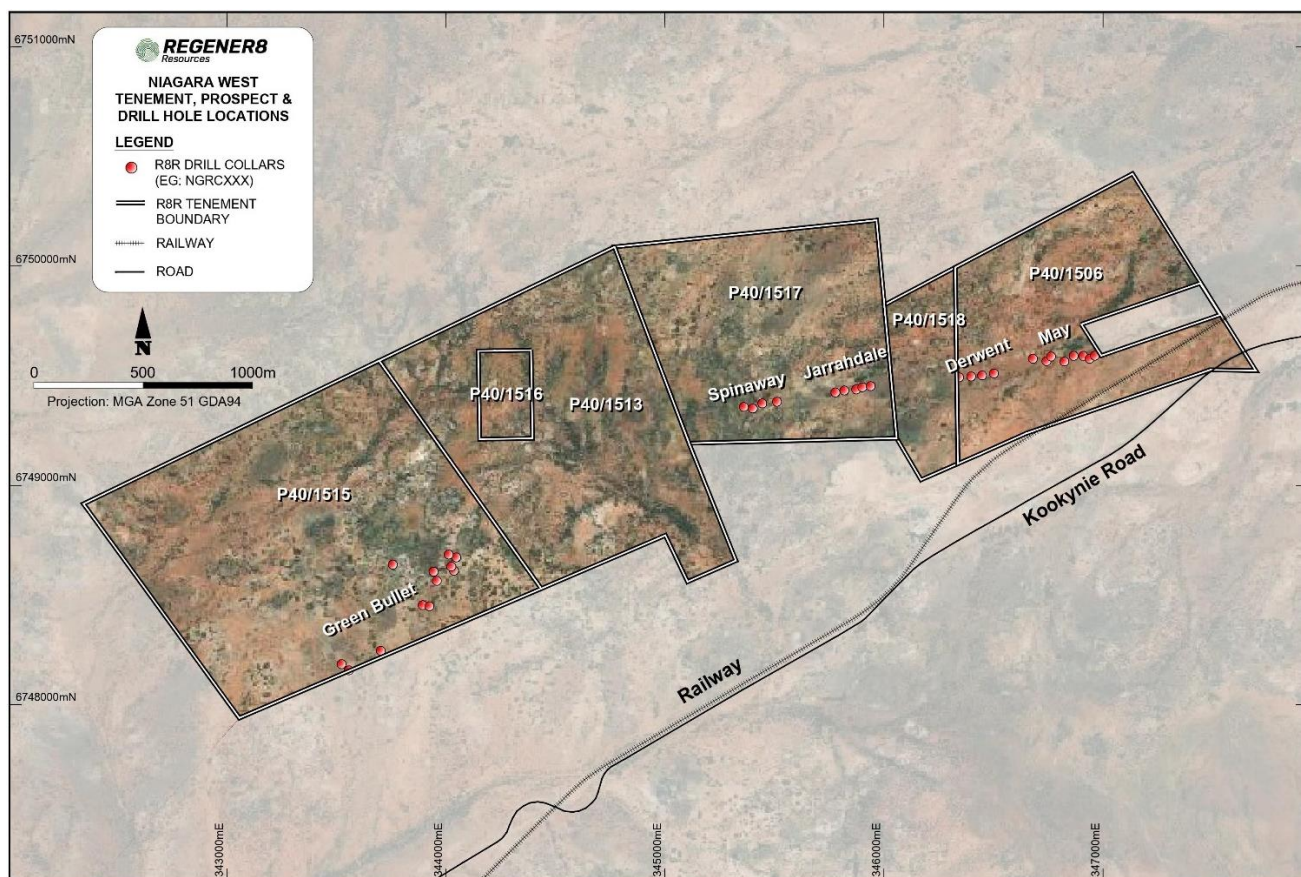 REGENER8
Resources
NIAGARA WEST
TENEMENT, PROSPECT &
DRILL HOLE LOCATIONS
LEGEND
R8R DRILL COLLARS
(EG: NGRCXXX)
R8R TENEMENT
BOUNDARY
RAILWAY
ROAD
N
0 500 1000m
Projection: MGA Zone 51 GDA94
6751000mN
6750000mN
6749000mN
6748000mN
P40/1517
P40/1506
P40/1518
May
Derwent
Jarrahdale
Spinaway
P40/1516
P40/1513
P40/1515
Green Bullet
Kookynie Road
Railway
343000mE
344000mE
345000mE
346000mE
347000mE